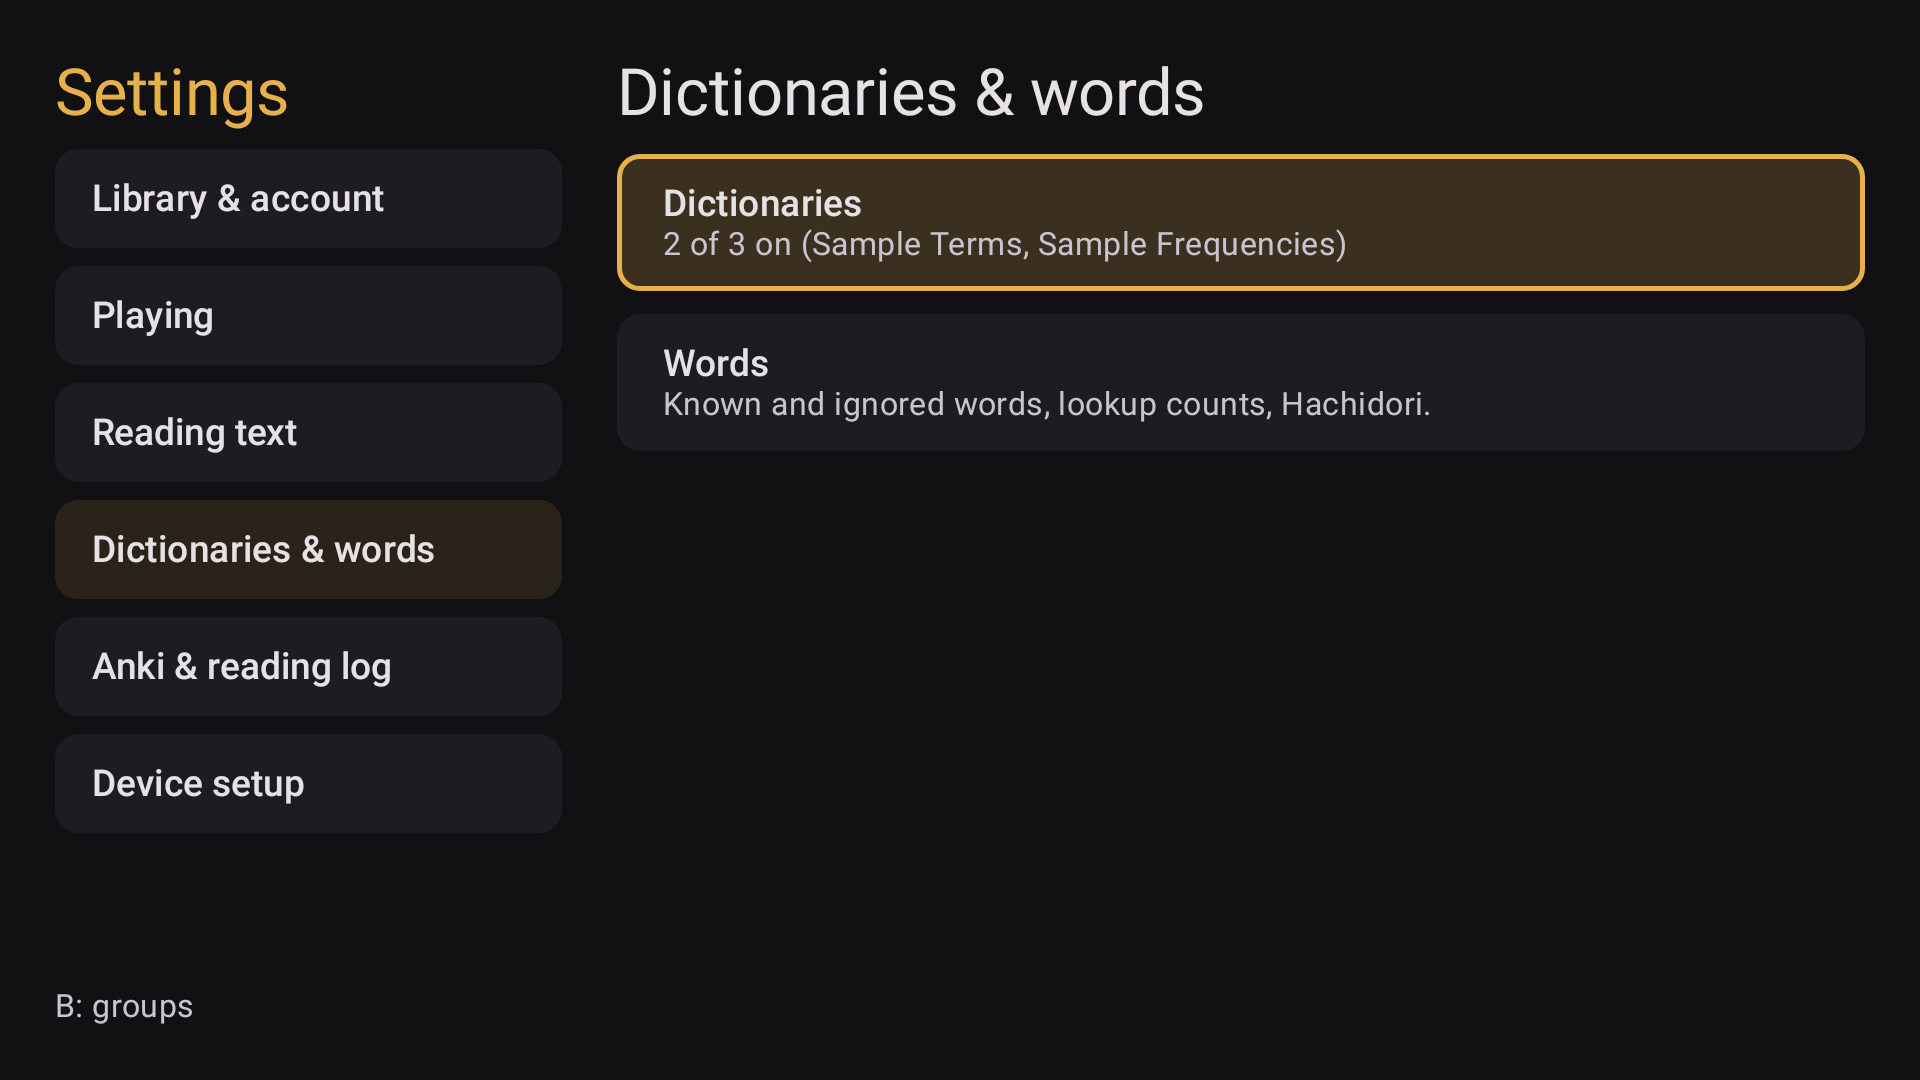 Settings
Library & account
Playing
Reading text
Dictionaries & words
Anki & reading log
Device setup
B: groups
Dictionaries & words
Dictionaries
2 of 3 on (Sample Terms, Sample Frequencies)
Words
Known and ignored words, lookup counts, Hachidori.